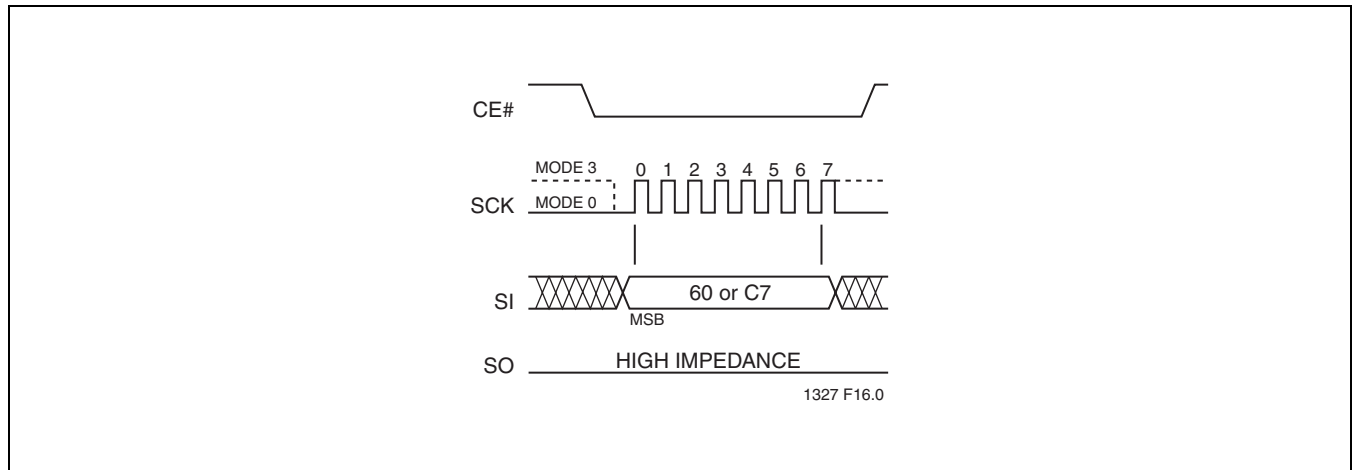 CE#
MODE 3
0 1 2 3 4 5 6 7
SCK
MODE 0
SI
60 or C7
MSB
SO
HIGH IMPEDANCE
1327 F16.0